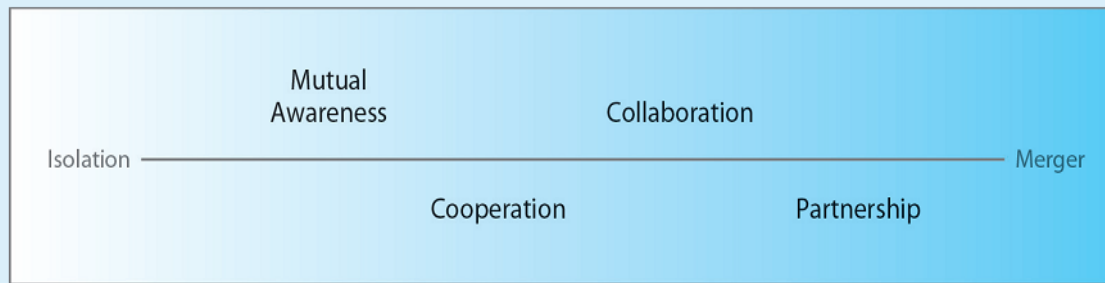 Mutual
Awareness
Collaboration
Isolation
Merger
Cooperation
Partnership